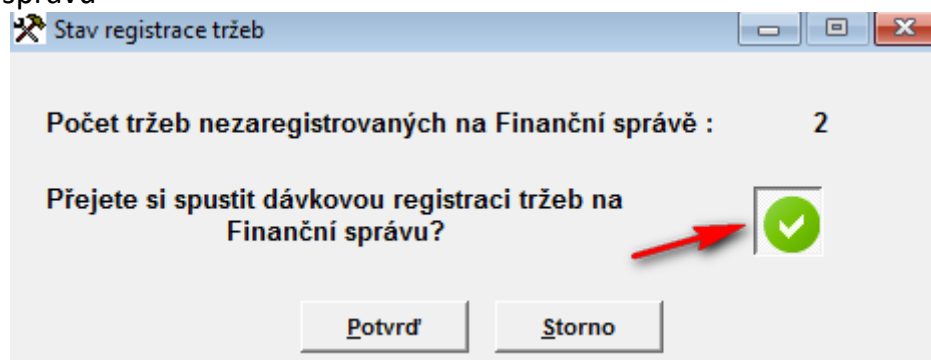 správu
Stav registrace tržeb
Počet tržeb nezaregistrovaných na Finanční správě : 2
Přejete si spustit dávkovou registraci tržeb na
Finanční správu?
Potvrď Storno